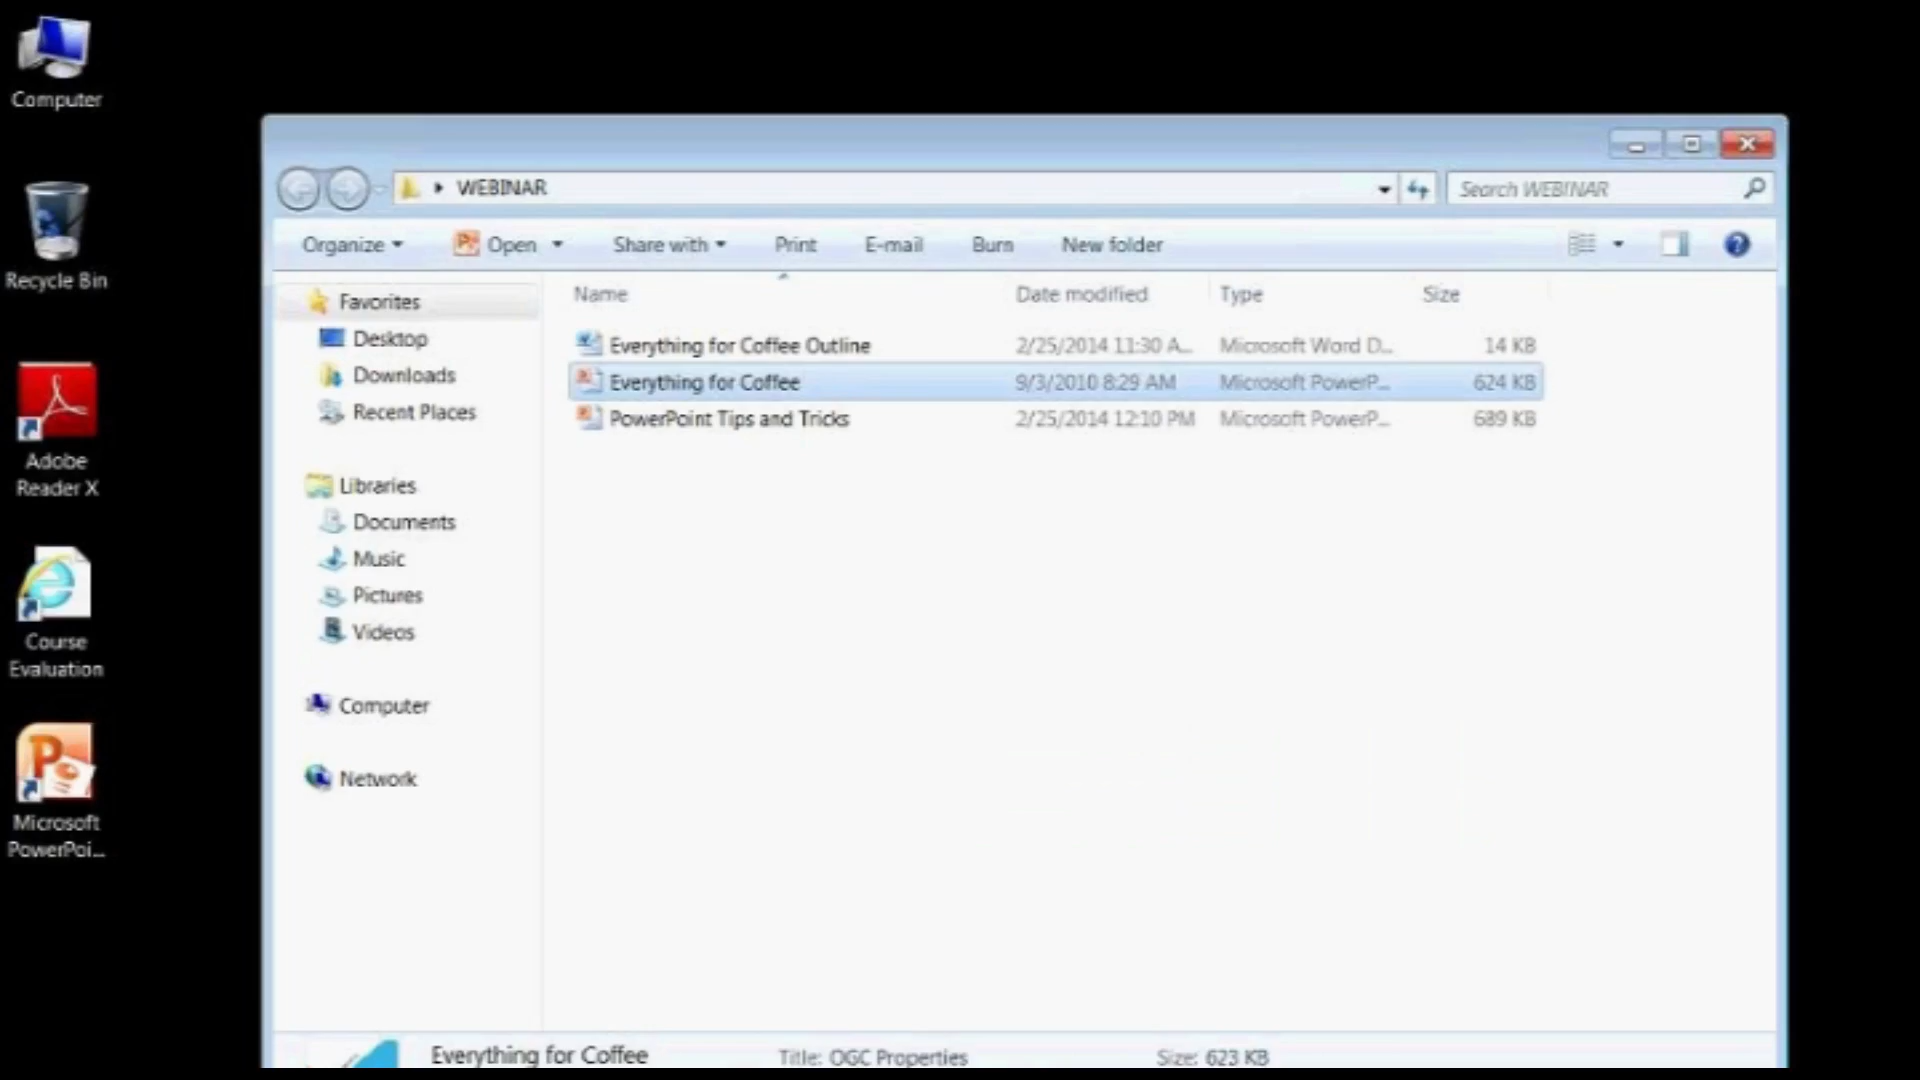 Computer
Recycle Bin
Adobe
Reader X
Course
Evaluation
Microsoft
PowerPoi...
WEBINAR
Search WEBINAR
Organize
Open
Share with
Print
E-mail
Burn
New folder
Favorites
Desktop
Downloads
Recent Places
Libraries
Documents
Music
Pictures
Videos
Computer
Network
Name Date modified Type Size
Everything for Coffee Outline 2/25/2014 11:30 A... Microsoft Word D... 14 KB
Everything for Coffee 9/3/2010 8:29 AM Microsoft PowerP... 624 KB
PowerPoint Tips and Tricks 2/25/2014 12:10 PM Microsoft PowerP... 689 KB
Everything for Coffee Title: OGC Properties Size: 623 KB